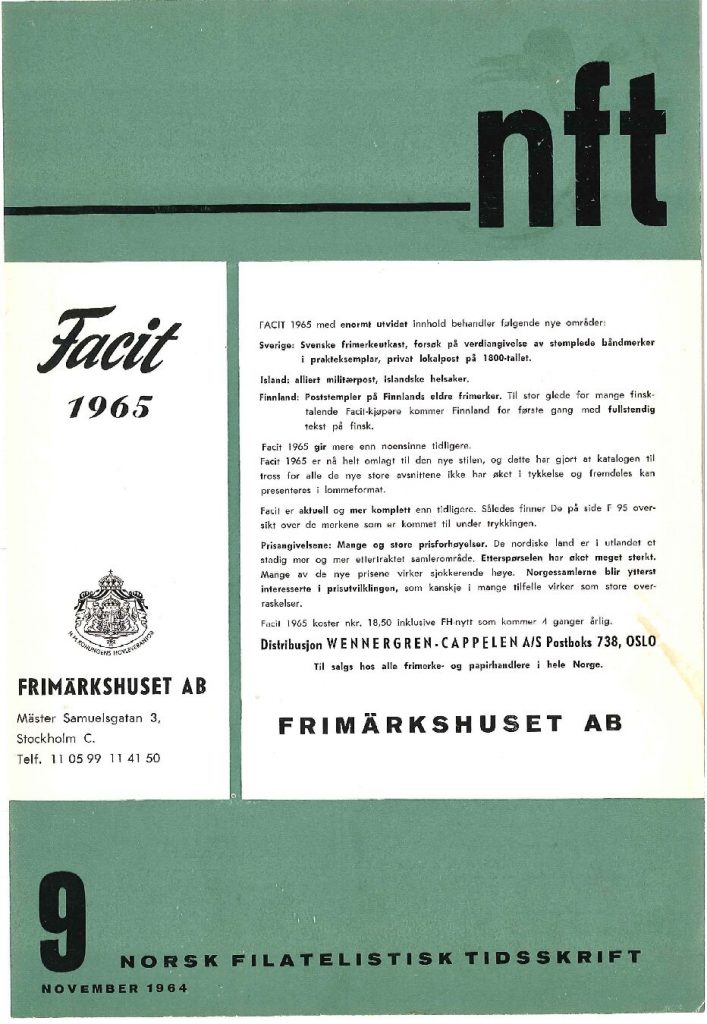 nft
Facit
1965
H.M. KONUNGENS HOVLEVERANTÖR
FRIMÄRKSHUSET AB
Mäster Samuelsgatan 3,
Stockholm C.
Telf. 11 05 99 11 41 50
FACIT 1965 med enormt utvidet innhold behandler følgende nye områder:
Sverige: Svenske frimerkeutkast, forsøk på verdiangivelse av stemplede båndmerker
i prakteksemplar, privat lokalpost på 1800-tallet.
Island: alliert militærpost, islandske helsaker.
Finnland: Poststempler på Finnlands eldre frimerker. Til stor glede for mange finsk-
talende Facit-kjøpere kommer Finnland for første gang med fullstendig
tekst på finsk.
Facit 1965 gir mere enn noensinne tidligere.
Facit 1965 er nå helt omlagt til den nye stilen, og dette har gjort at katalogen til
tross for alle de nye store avsnittene ikke har øket i tykkelse og fremdeles kan
presenteres i lommeformat.
Facit er aktuell og mer komplett enn tidligere. Således finner De på side F 95 over-
sikt over de merkene som er kommet til under trykkingen.
Prisangivelsene: Mange og store prisforhøyelser. De nordiske land er i utlandet et
stadig mer og mer ettertraktet samlerområde. Etterspørselen har øket meget sterkt.
Mange av de nye prisene virker sjokkerende høye. Norgessamlerne blir ytterst
interesserte i prisutviklingen, som kanskje i mange tilfelle virker som store over-
raskelser.
Facit 1965 koster nkr. 18,50 inklusive FH-nytt som kommer 4 ganger årlig.
Distribusjon WENNERGREN-CAPPELEN A/S Postboks 738, OSLO
Til salgs hos alle frimerke- og papirhandlere i hele Norge.
FRIMÄRKSHUSET AB
9
NORSK FILATELISTISK TIDSSKRIFT
NOVEMBER 1964